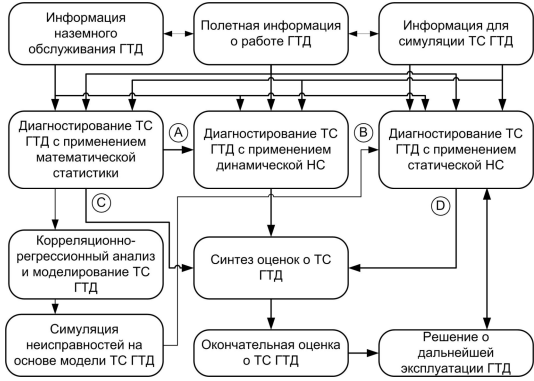 Информация
наземного
обслуживания ГТД
Полетная информация
о работе ГТД
Информация для
симуляции ТС ГТД
Диагностирование ТС
ГТД с применением
математической
статистики
A
Диагностирование ТС
ГТД с применением
динамической НС
B
Диагностирование ТС
ГТД с применением
статической НС
C
D
Корреляционно-
регрессионный анализ
и моделирование ТС
ГТД
Синтез оценок о ТС
ГТД
Симуляция
неисправностей на
основе модели ТС ГТД
Окончательная оценка
о ТС ГТД
Решение о
дальнейшей
эксплуатации ГТД